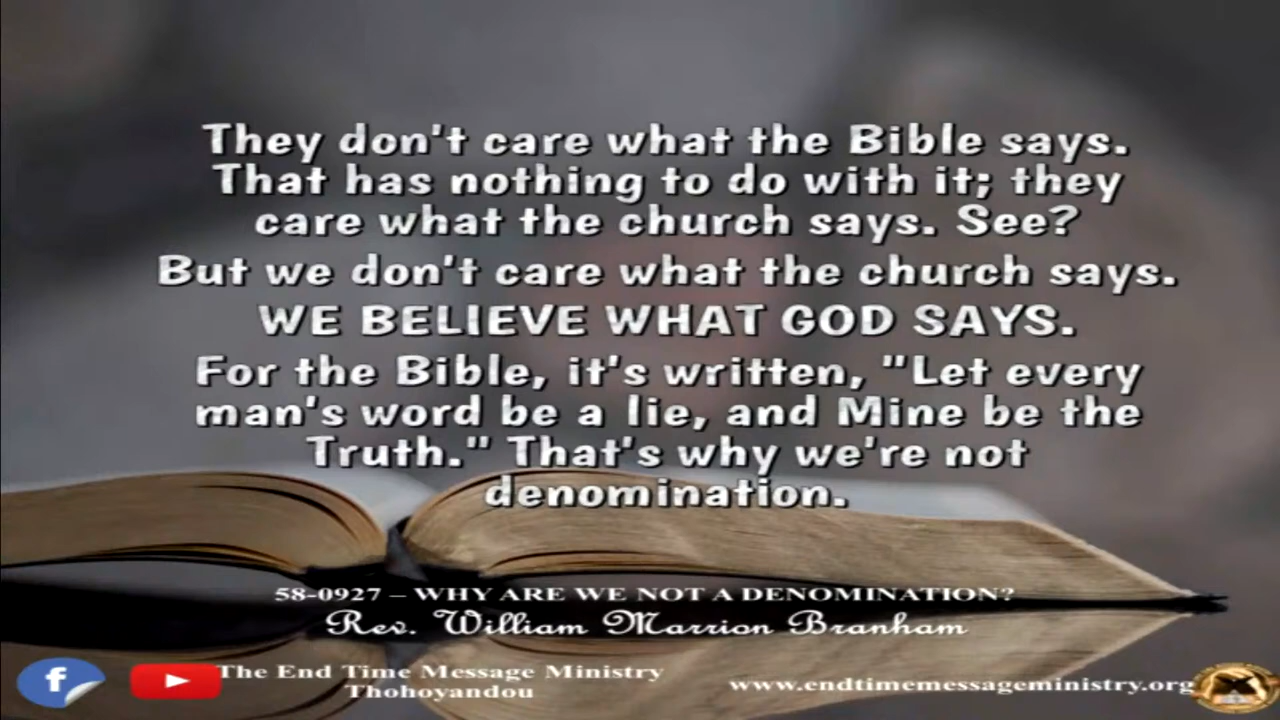 They don't care what the Bible says.
That has nothing to do with it; they
care what the church says. See?
But we don't care what the church says.
WE BELIEVE WHAT GOD SAYS.
For the Bible, it's written, "Let every
man's word be a lie, and Mine be the
Truth." That's why we're not
denomination.
58-0927 – WHY ARE WE NOT A DENOMINATION?
Rev. William Marrion Branham
The End Time Message Ministry
Thohoyandou
www.endtimemessageministry.org